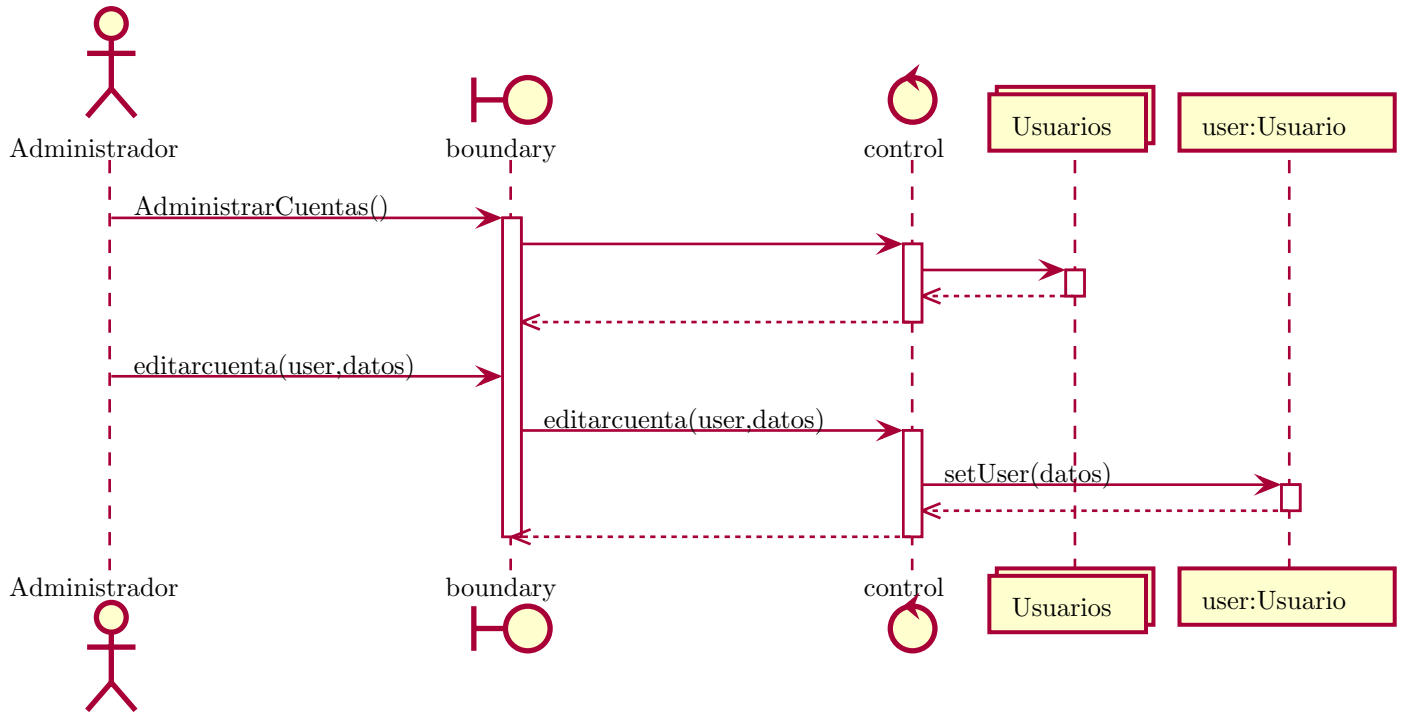 Administrador
boundary
control
Usuarios
user:Usuario
AdministrarCuentas()
editarcuenta(user,datos)
editarcuenta(user,datos)
setUser(datos)
Administrador
boundary
control
Usuarios
user:Usuario